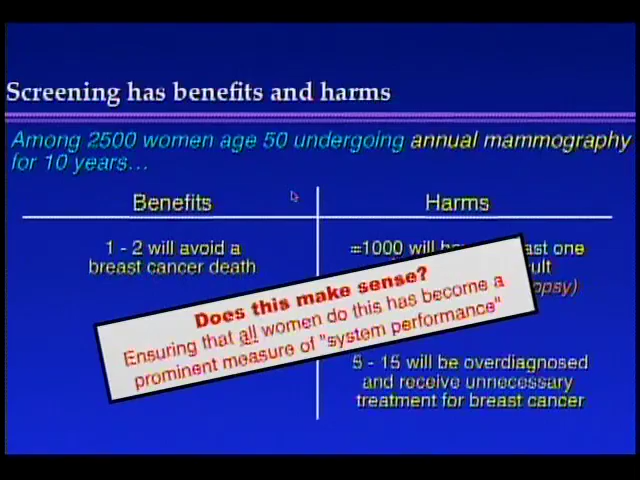 Screening has benefits and harms
Among 2500 women age 50 undergoing annual mammography
for 10 years…
Benefits
1 - 2 will avoid a
breast cancer death
Harms
≈1000 will one
5 - 15 will be overdiagnosed
and receive unnecessary
treatment for breast cancer
Does this make sense?
Ensuring that all women do this has become a
prominent measure of "system performance"